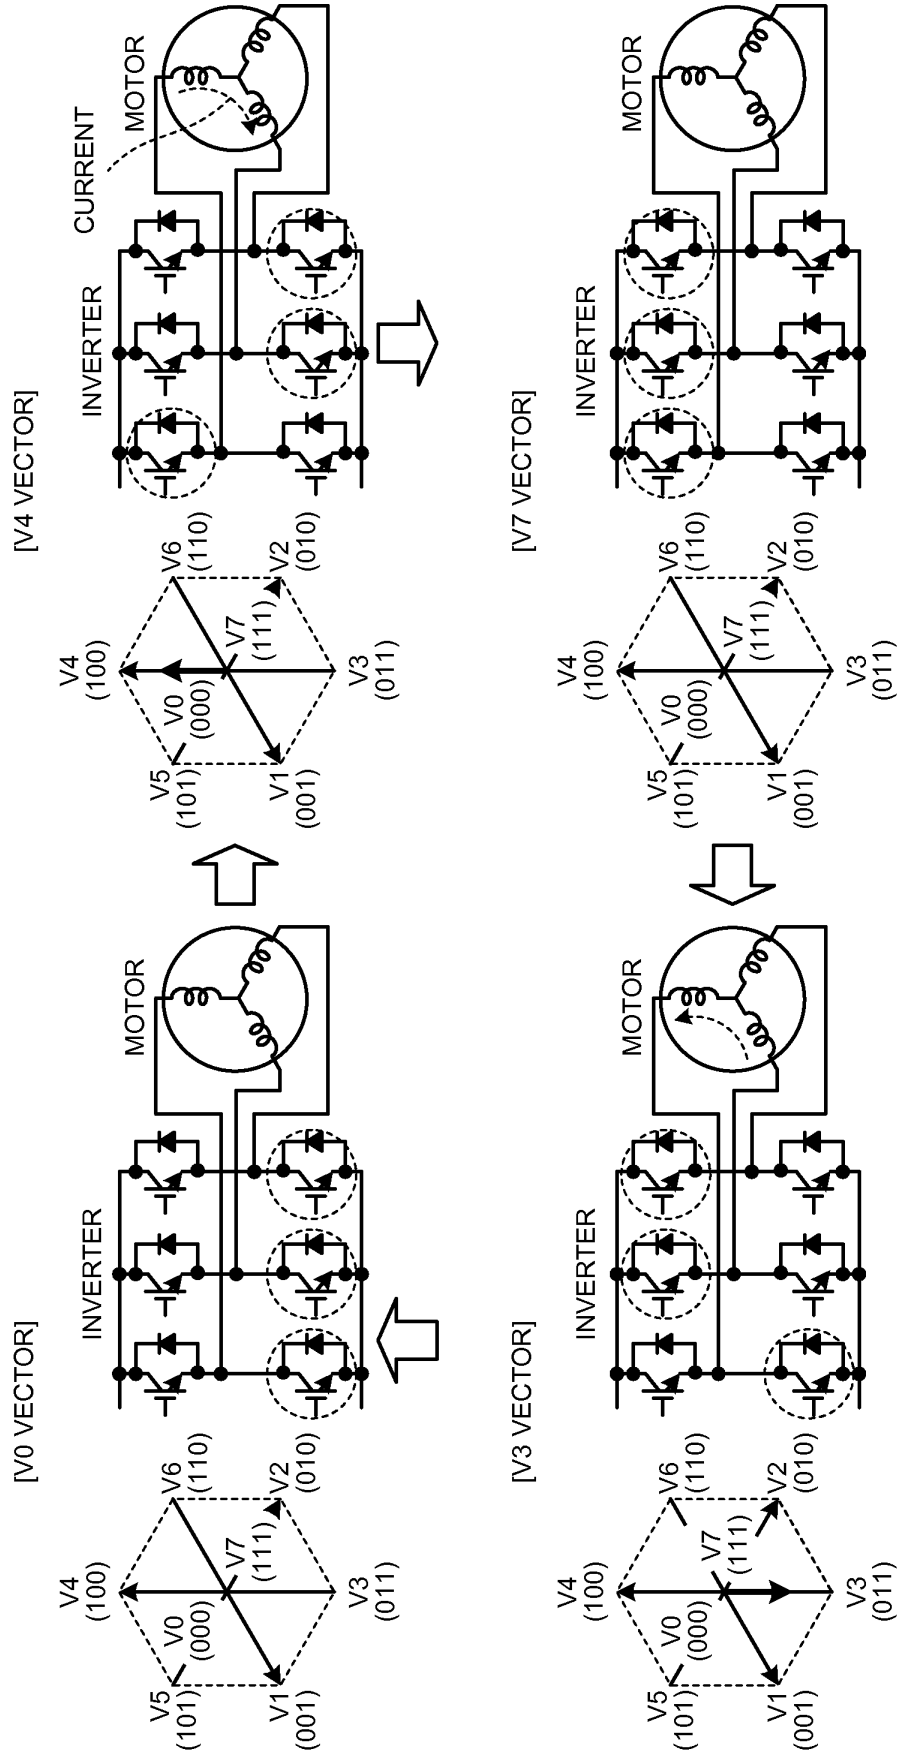 [V0 VECTOR]
INVERTER
MOTOR
V4
(100)
V5
(101)
V0
(000)
V6
(110)
V7
(111)
V1
(001)
V2
(010)
V3
(011)
[V4 VECTOR]
INVERTER
CURRENT
MOTOR
V4
(100)
V5
(101)
V0
(000)
V6
(110)
V7
(111)
V1
(001)
V2
(010)
V3
(011)
[V3 VECTOR]
INVERTER
MOTOR
V4
(100)
V5
(101)
V0
(000)
V6
(110)
V7
(111)
V1
(001)
V2
(010)
V3
(011)
[V7 VECTOR]
INVERTER
MOTOR
V4
(100)
V5
(101)
V0
(000)
V6
(110)
V7
(111)
V1
(001)
V2
(010)
V3
(011)